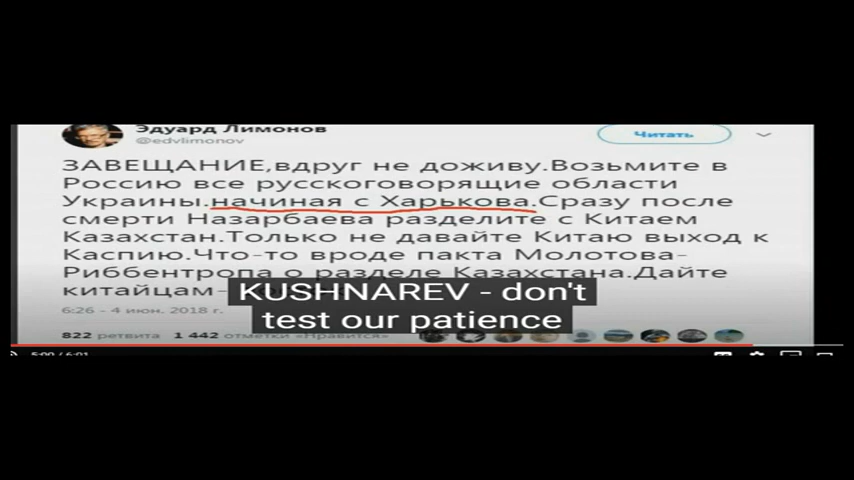 Эдуард Лимонов
@edvlimonov
Читать
ЗАВЕЩАНИЕ,вдруг не доживу.Возьмите в
Россию все русскоговорящие области
Украины.начиная с Харькова.Сразу после
смерти Назарбаева разделите с Китаем
Казахстан.Только не давайте Китаю выход к
Каспию.Что-то вроде пакта Молотова-
Риббентропа о разделе Казахстана.Дайте
китайцам-
KUSHNAREV - don't
test our patience
6:26 - 4 июн. 2018 г.
822 ретвита 1 442 отметки «Нравится»
5:00 / 6:01